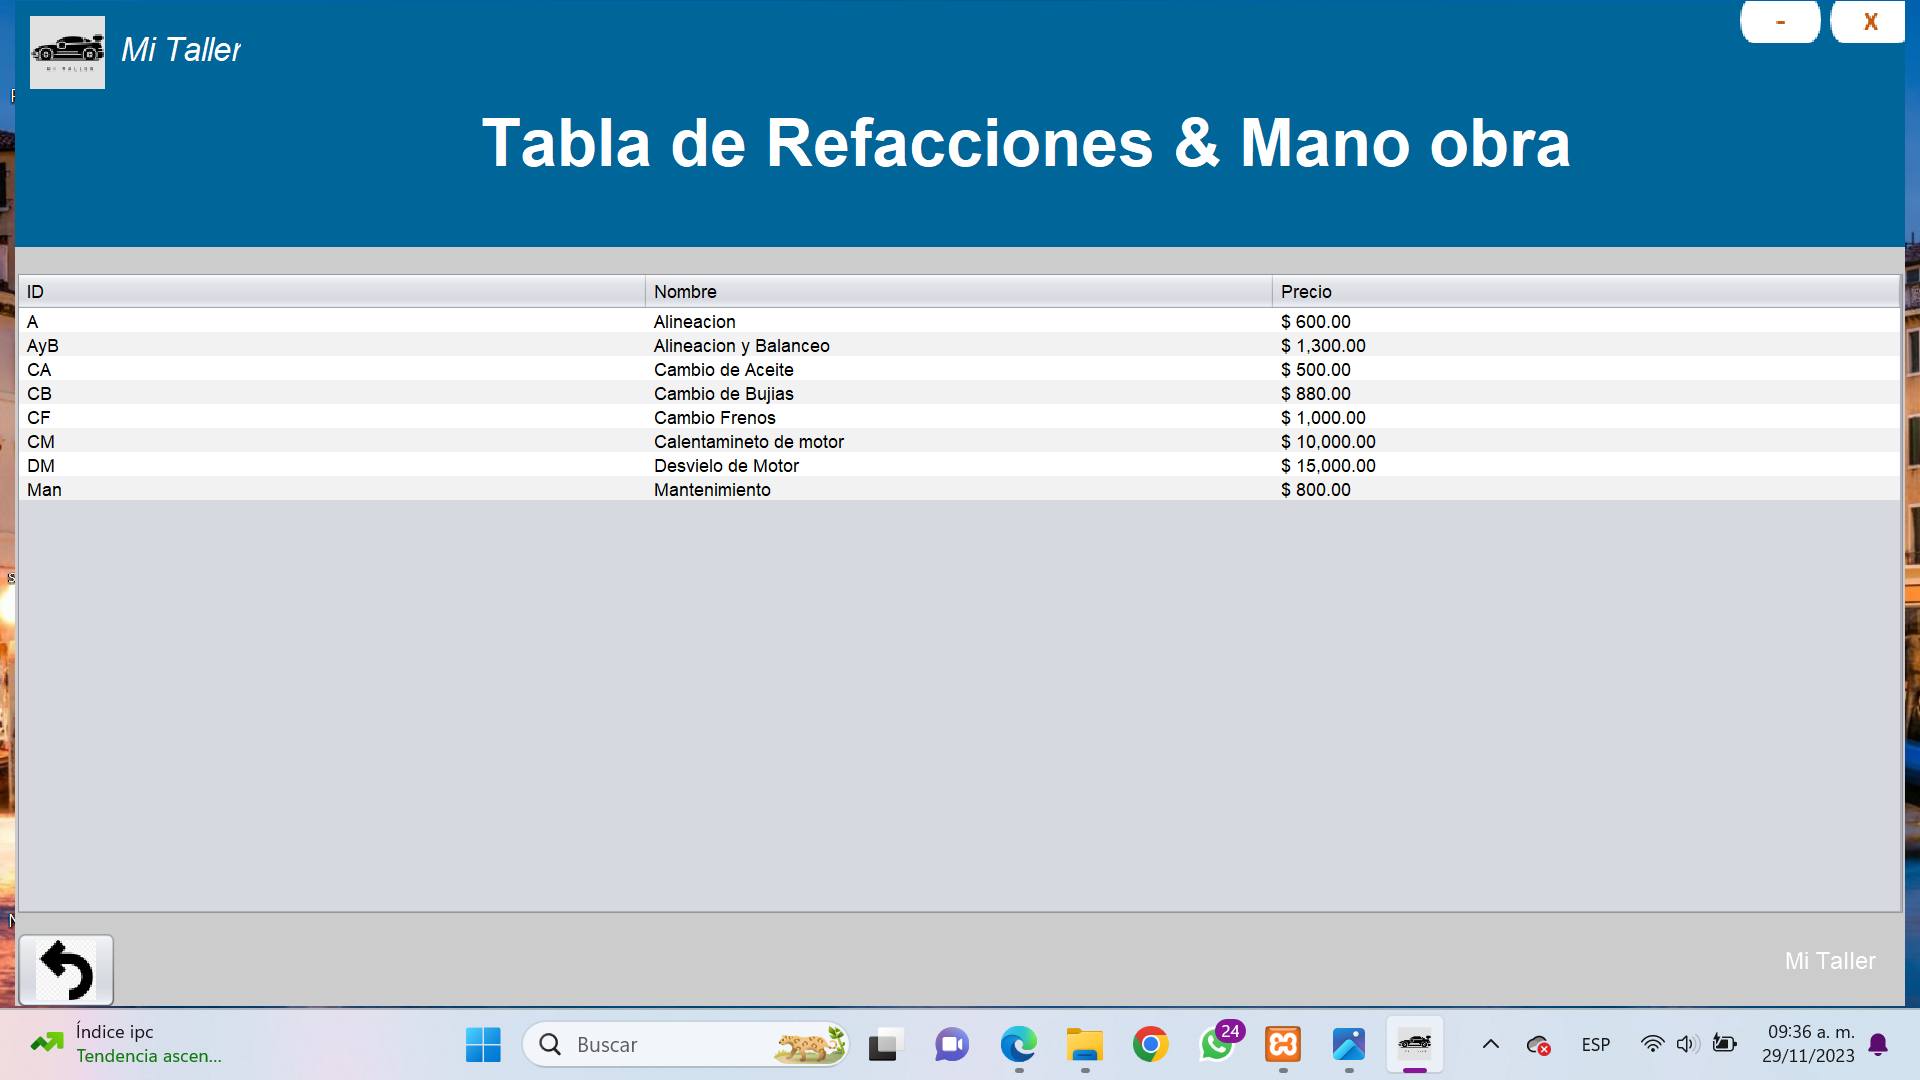 Mi Taller
- X
Tabla de Refacciones & Mano obra
ID Nombre Precio
A Alineacion $ 600.00
AyB Alineacion y Balanceo $ 1,300.00
CA Cambio de Aceite $ 500.00
CB Cambio de Bujias $ 880.00
CF Cambio Frenos $ 1,000.00
CM Calentamineto de motor $ 10,000.00
DM Desvielo de Motor $ 15,000.00
Man Mantenimiento $ 800.00
Mi Taller
Índice ipc
Tendencia ascen...
Buscar
24
ESP
09:36 a. m.
29/11/2023